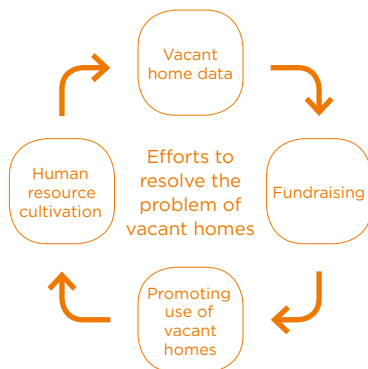 Vacant
home data
Human
resource
cultivation
Efforts to
resolve the
problem of
vacant homes
Fundraising
Promoting
use of
vacant
homes